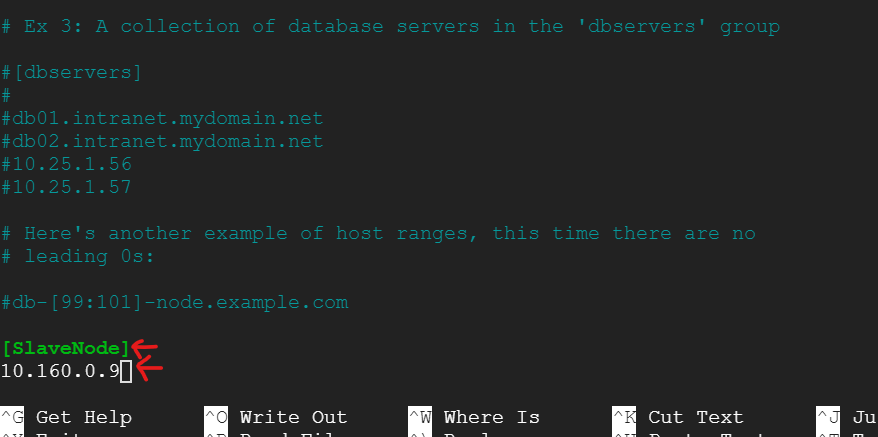 # Ex 3: A collection of database servers in the 'dbservers' group
#[dbservers]
#
#db01.intranet.mydomain.net
#db02.intranet.mydomain.net
#10.25.1.56
#10.25.1.57
# Here's another example of host ranges, this time there are no
# leading 0s:
#db-[99:101]-node.example.com
[SlaveNode]
10.160.0.9
^G Get Help ^O Write Out ^W Where Is ^K Cut Text ^J Ju